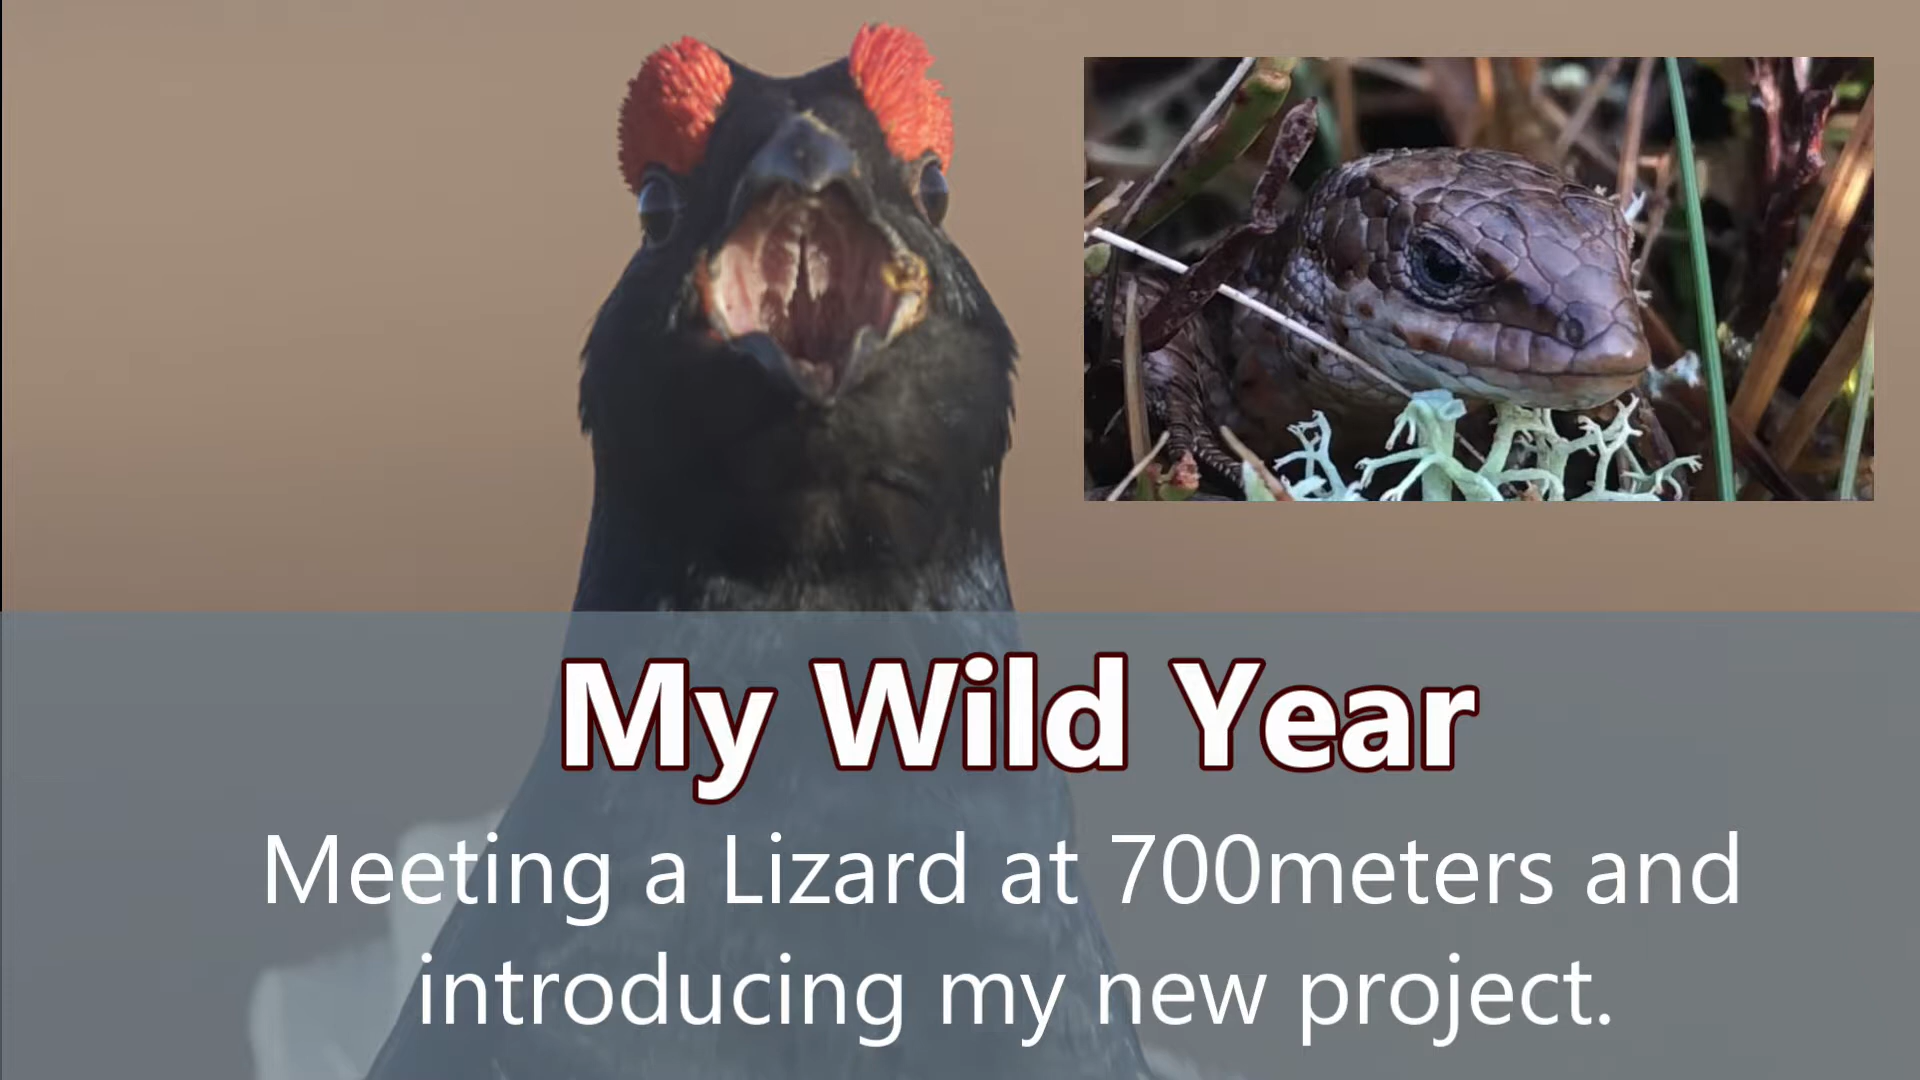 My Wild Year
Meeting a Lizard at 700meters and
introducing my new project.